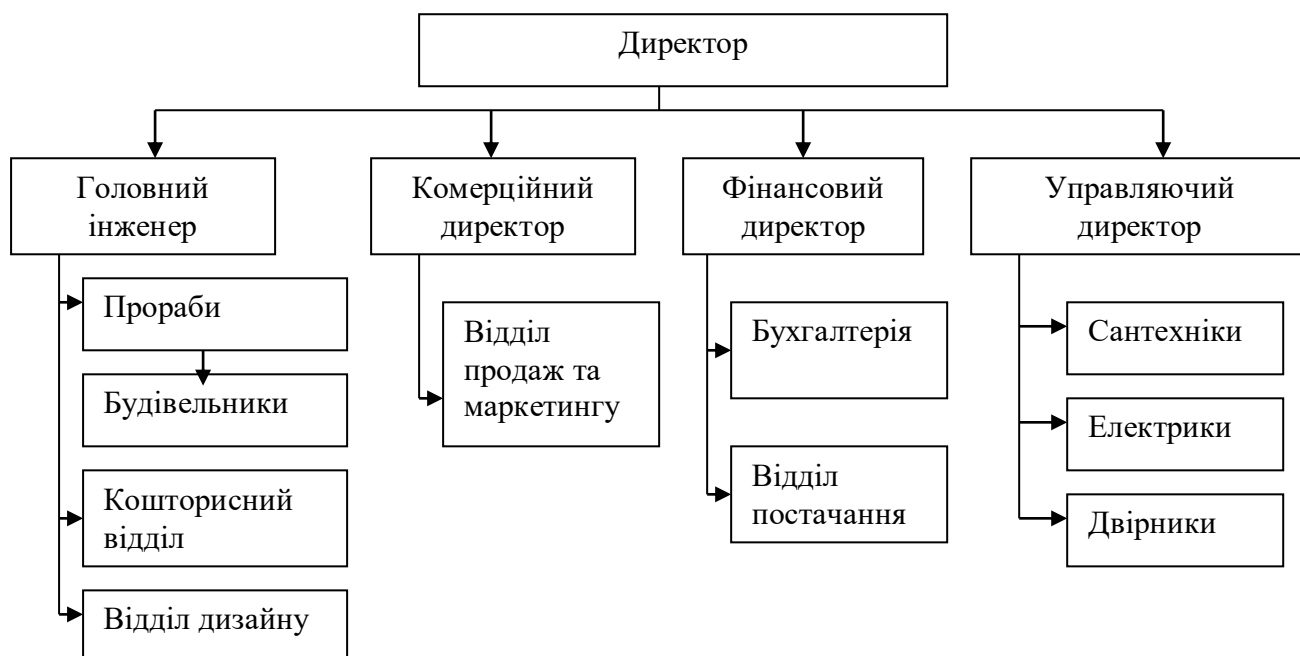 Директор
Головний
інженер
Комерційний
директор
Фінансовий
директор
Управляючий
директор
Прораби
Будівельники
Кошторисний
відділ
Відділ дизайну
Відділ
продаж та
маркетингу
Бухгалтерія
Відділ
постачання
Сантехніки
Електрики
Двірники